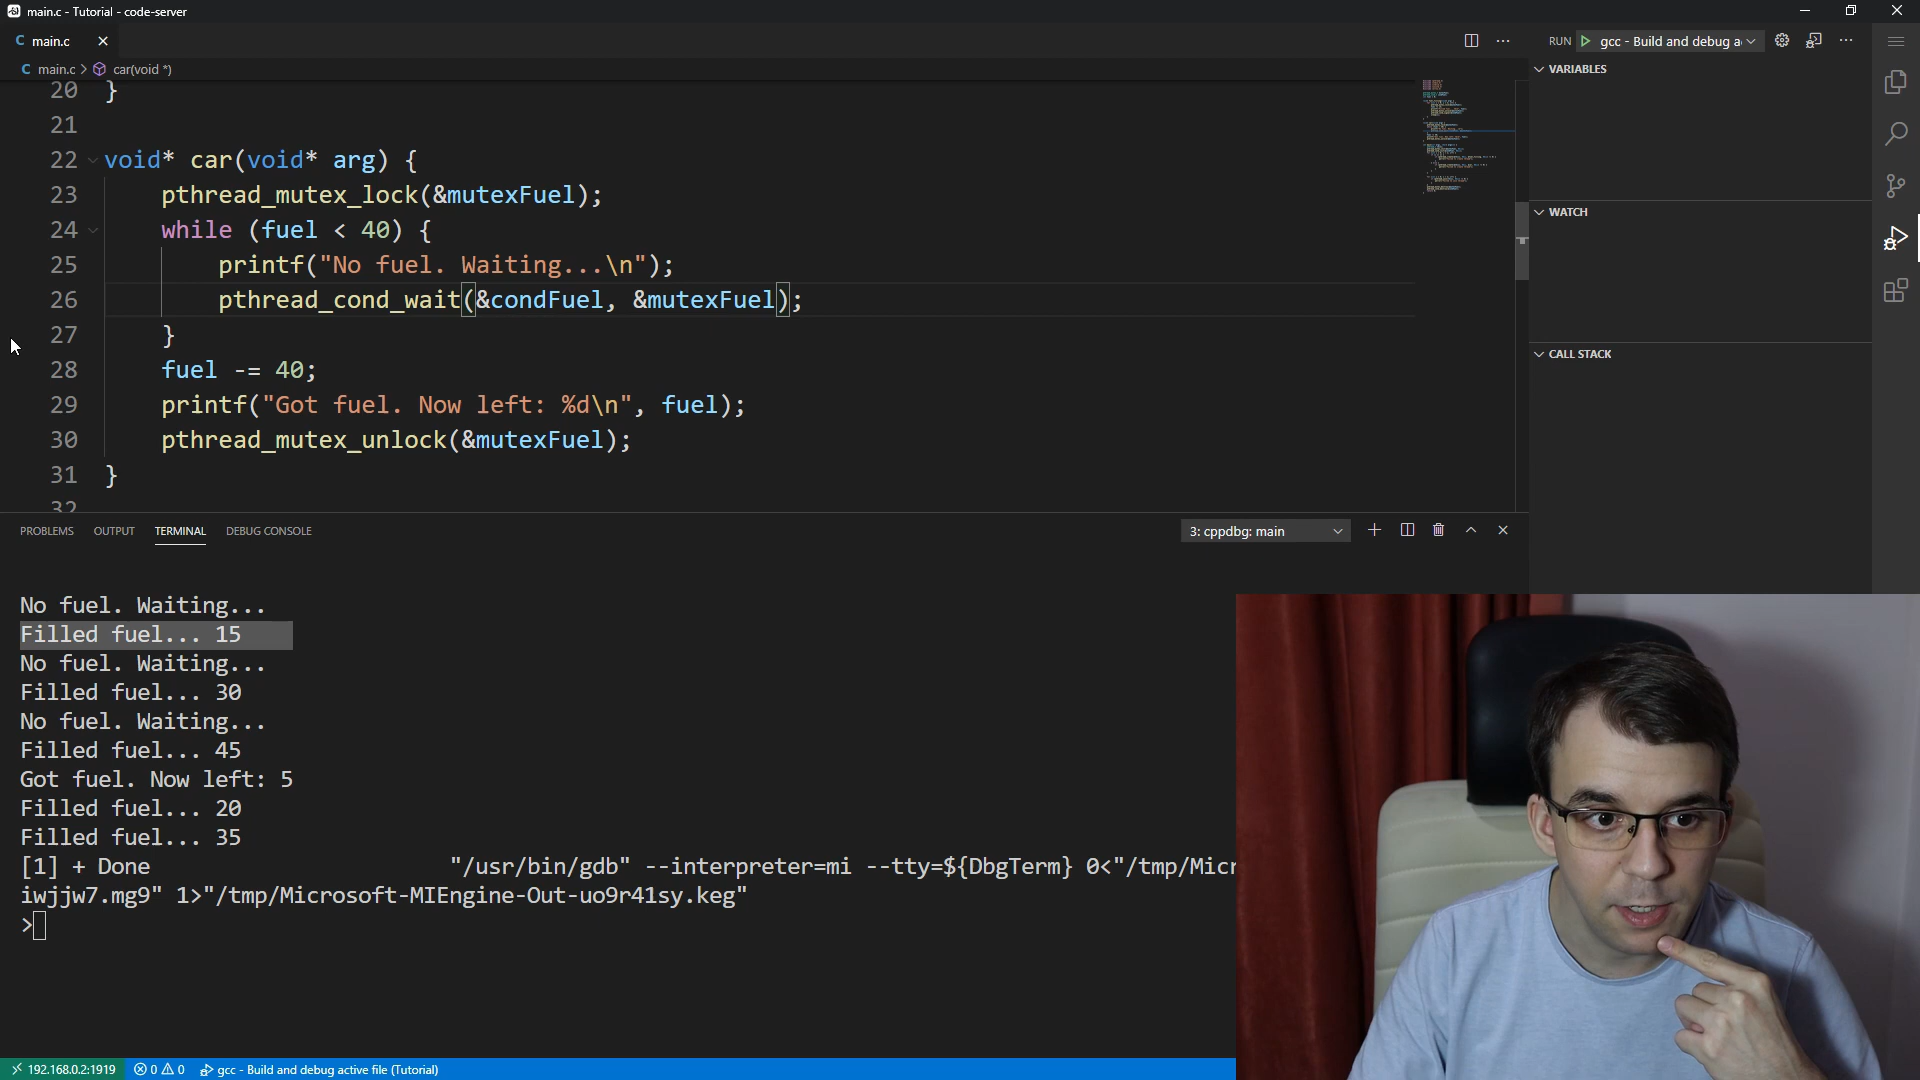 main.c - Tutorial - code-server
main.c
RUN gcc - Build and debug a
main.c > car(void *)
VARIABLES
20 }
21
22 void* car(void* arg) {
23 pthread_mutex_lock(&mutexFuel);
24 while (fuel < 40) {
25 printf("No fuel. Waiting...\n");
26 pthread_cond_wait(&condFuel, &mutexFuel);
27 }
28 fuel -= 40;
29 printf("Got fuel. Now left: %d\n", fuel);
30 pthread_mutex_unlock(&mutexFuel);
31 }
32
WATCH
CALL STACK
PROBLEMS OUTPUT TERMINAL DEBUG CONSOLE 3: cppdbg: main
No fuel. Waiting...
Filled fuel... 15
No fuel. Waiting...
Filled fuel... 30
No fuel. Waiting...
Filled fuel... 45
Got fuel. Now left: 5
Filled fuel... 20
Filled fuel... 35
[1] + Done "/usr/bin/gdb" --interpreter=mi --tty=${DbgTerm} 0<"/tmp/Micr
iwjjw7.mg9" 1>"/tmp/Microsoft-MIEngine-Out-uo9r41sy.keg"
>
192.168.0.2:1919 0 0 gcc - Build and debug active file (Tutorial)